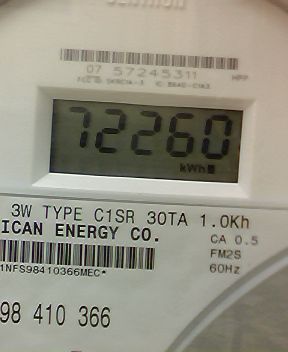 07 57245311 HPP
72260
kWh
3W TYPE C1SR 30TA 1.0Kh
ICAN ENERGY CO.
CA 0.5
FM2S
1NFS98410366MEC*
60Hz
98 410 366